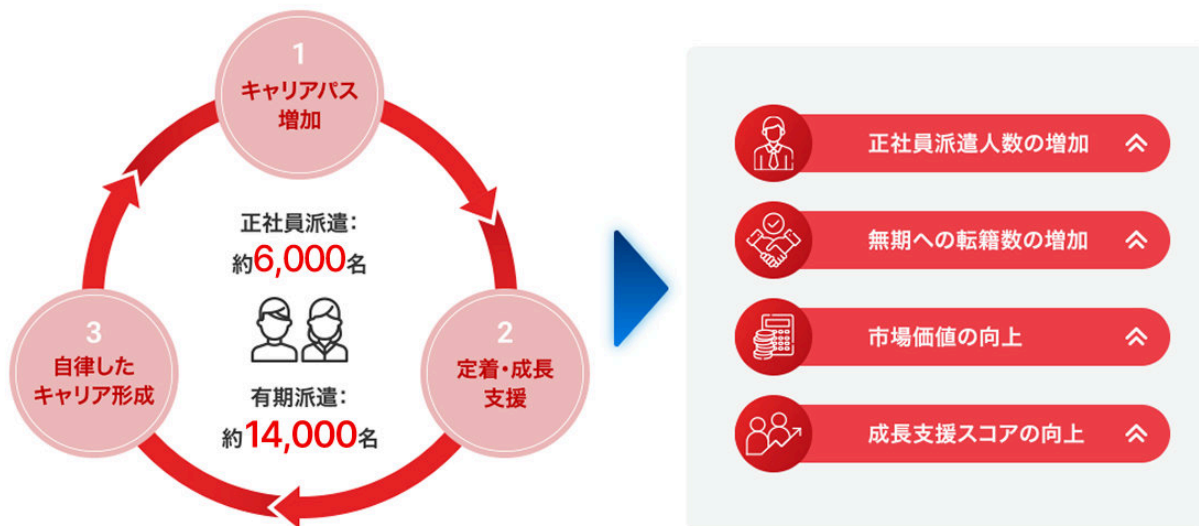 1
キャリアパス
増加
正社員派遣:
約6,000名
3
自律した
キャリア形成
2
定着・成長
支援
有期派遣:
約14,000名
正社員派遣人数の増加
無期への転籍数の増加
市場価値の向上
成長支援スコアの向上